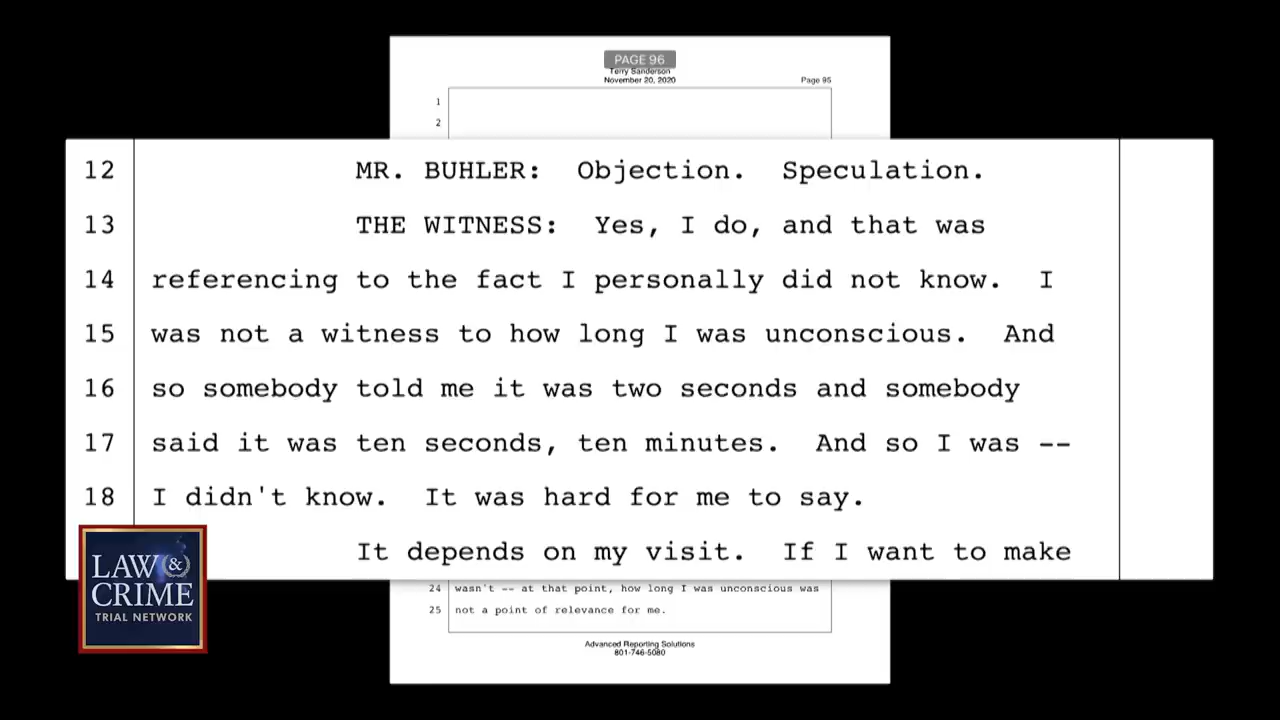 PAGE 96
Terry Sanderson
November 20, 2020
Page 95
1
2
12 MR. BUHLER: Objection. Speculation.
13 THE WITNESS: Yes, I do, and that was
14 referencing to the fact I personally did not know. I
15 was not a witness to how long I was unconscious. And
16 so somebody told me it was two seconds and somebody
17 said it was ten seconds, ten minutes. And so I was --
18 I didn't know. It was hard for me to say.
It depends on my visit. If I want to make
24 wasn't -- at that point, how long I was unconscious was
25 not a point of relevance for me.
Advanced Reporting Solutions
801-746-5080
LAW &
CRIME
TRIAL NETWORK